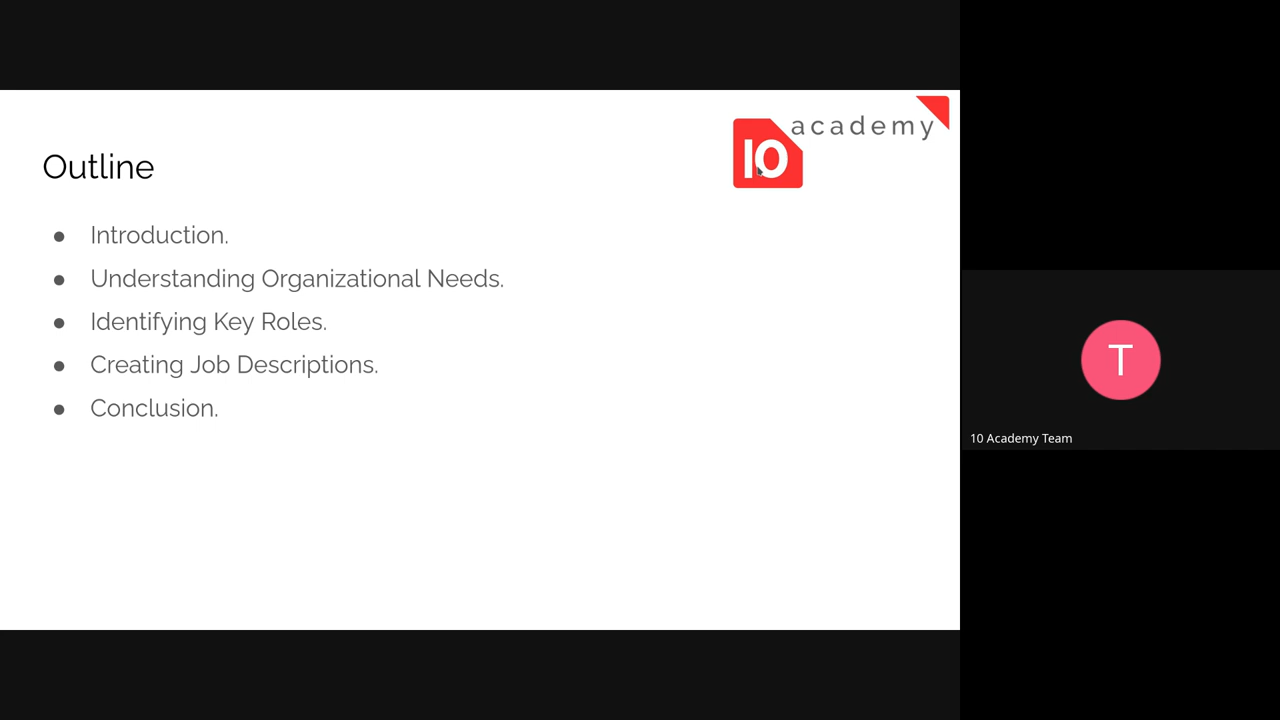 academy
10
Outline
● Introduction.
● Understanding Organizational Needs.
● Identifying Key Roles.
● Creating Job Descriptions.
● Conclusion.
T
10 Academy Team